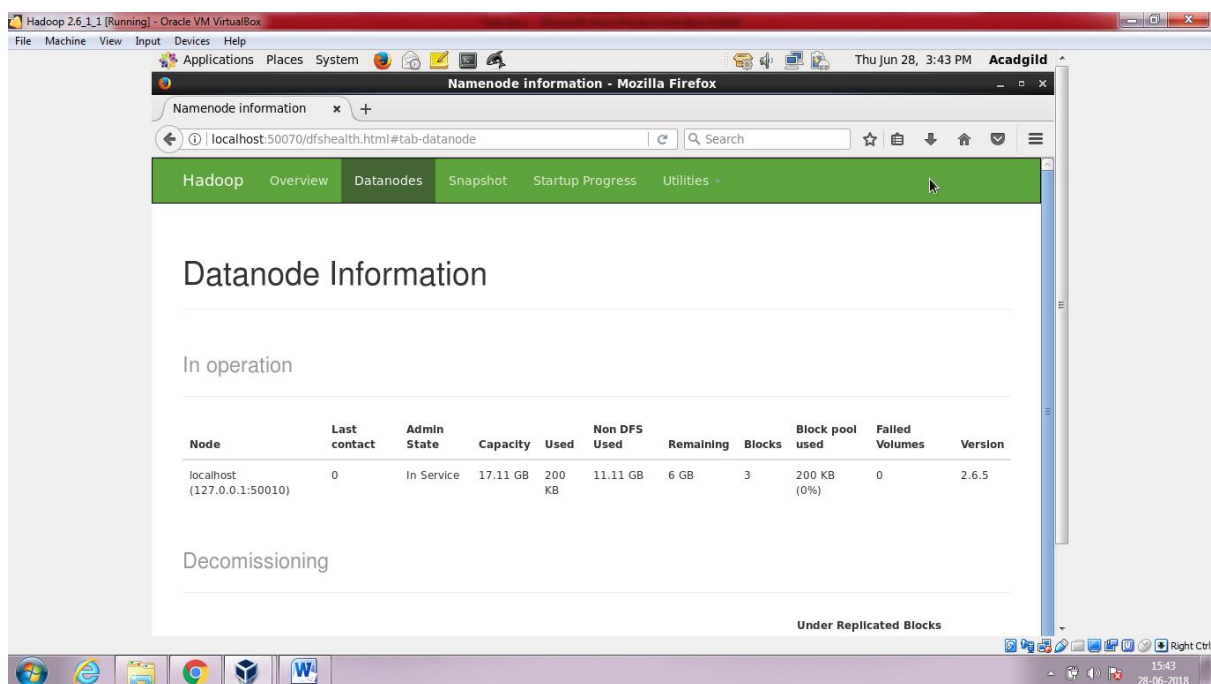 Hadoop 2.6_1_1 [Running] - Oracle VM VirtualBox
File Machine View Input Devices Help
Applications Places System Thu Jun 28, 3:43 PM Acadgild
Namenode information - Mozilla Firefox
Namenode information × +
localhost:50070/dfshealth.html#tab-datanode Search
Hadoop Overview Datanodes Snapshot Startup Progress Utilities
Datanode Information
In operation
Node Last contact Admin State Capacity Used Non DFS Used Remaining Blocks Block pool used Failed Volumes Version
localhost (127.0.0.1:50010) 0 In Service 17.11 GB 200 KB 11.11 GB 6 GB 3 200 KB (0%) 0 2.6.5
Decomissioning
Under Replicated Blocks
Right Ctrl
W
15:43
28-06-2018